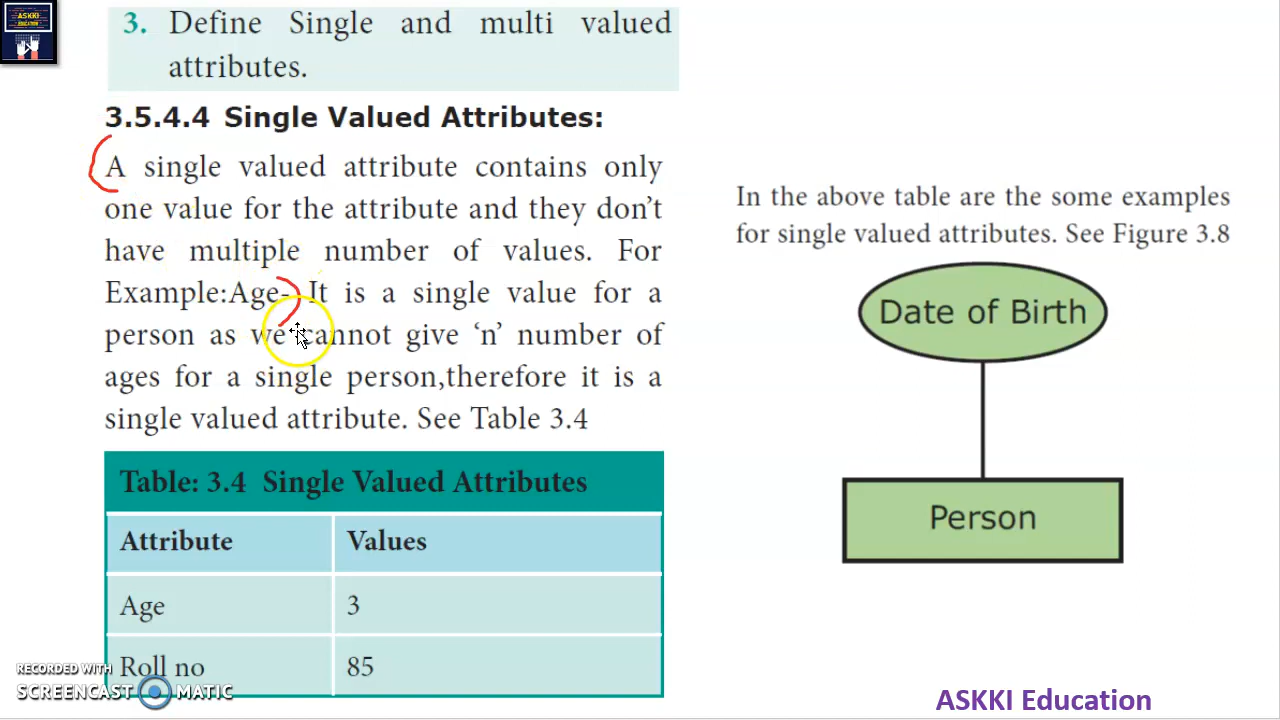 ASKKI
EDUCATION
3. Define Single and multi valued
attributes.
3.5.4.4 Single Valued Attributes:
A single valued attribute contains only
one value for the attribute and they don't
have multiple number of values. For
Example:Age- It is a single value for a
person as we cannot give ‘n’ number of
ages for a single person,therefore it is a
single valued attribute. See Table 3.4
Table: 3.4 Single Valued Attributes
Attribute Values
Age 3
Roll no 85
In the above table are the some examples
for single valued attributes. See Figure 3.8
Date of Birth
Person
RECORDED WITH
SCREENCAST MATIC
ASKKI Education